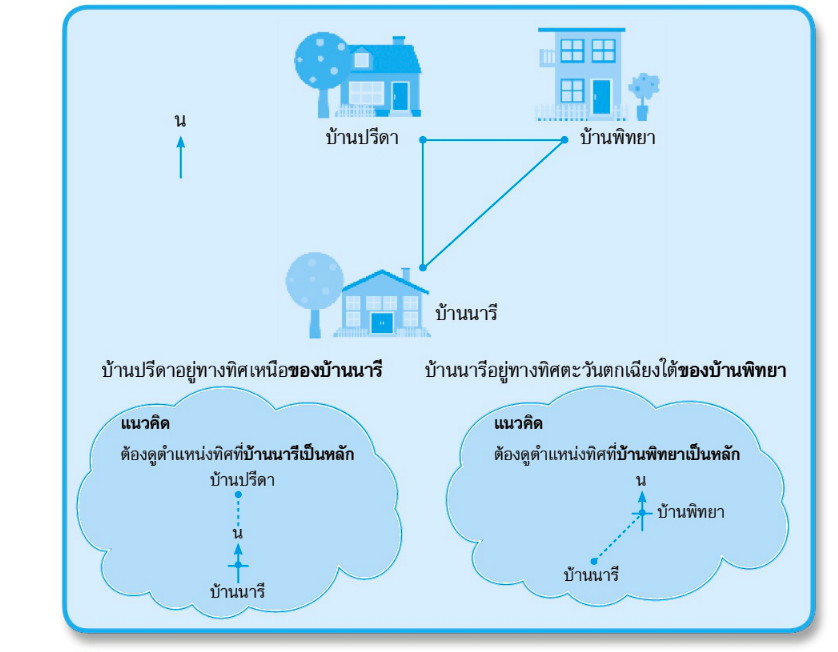 น
บ้านปรีดา
บ้านพิทยา
บ้านนารี
บ้านปรีดาอยู่ทางทิศเหนือของบ้านนารี
แนวคิด
ต้องดูตำแหน่งทิศที่บ้านนารีเป็นหลัก
บ้านปรีดา
น
บ้านนารี
บ้านนารีอยู่ทางทิศตะวันตกเฉียงใต้ของบ้านพิทยา
แนวคิด
ต้องดูตำแหน่งทิศที่บ้านพิทยาเป็นหลัก
น
บ้านพิทยา
บ้านนารี